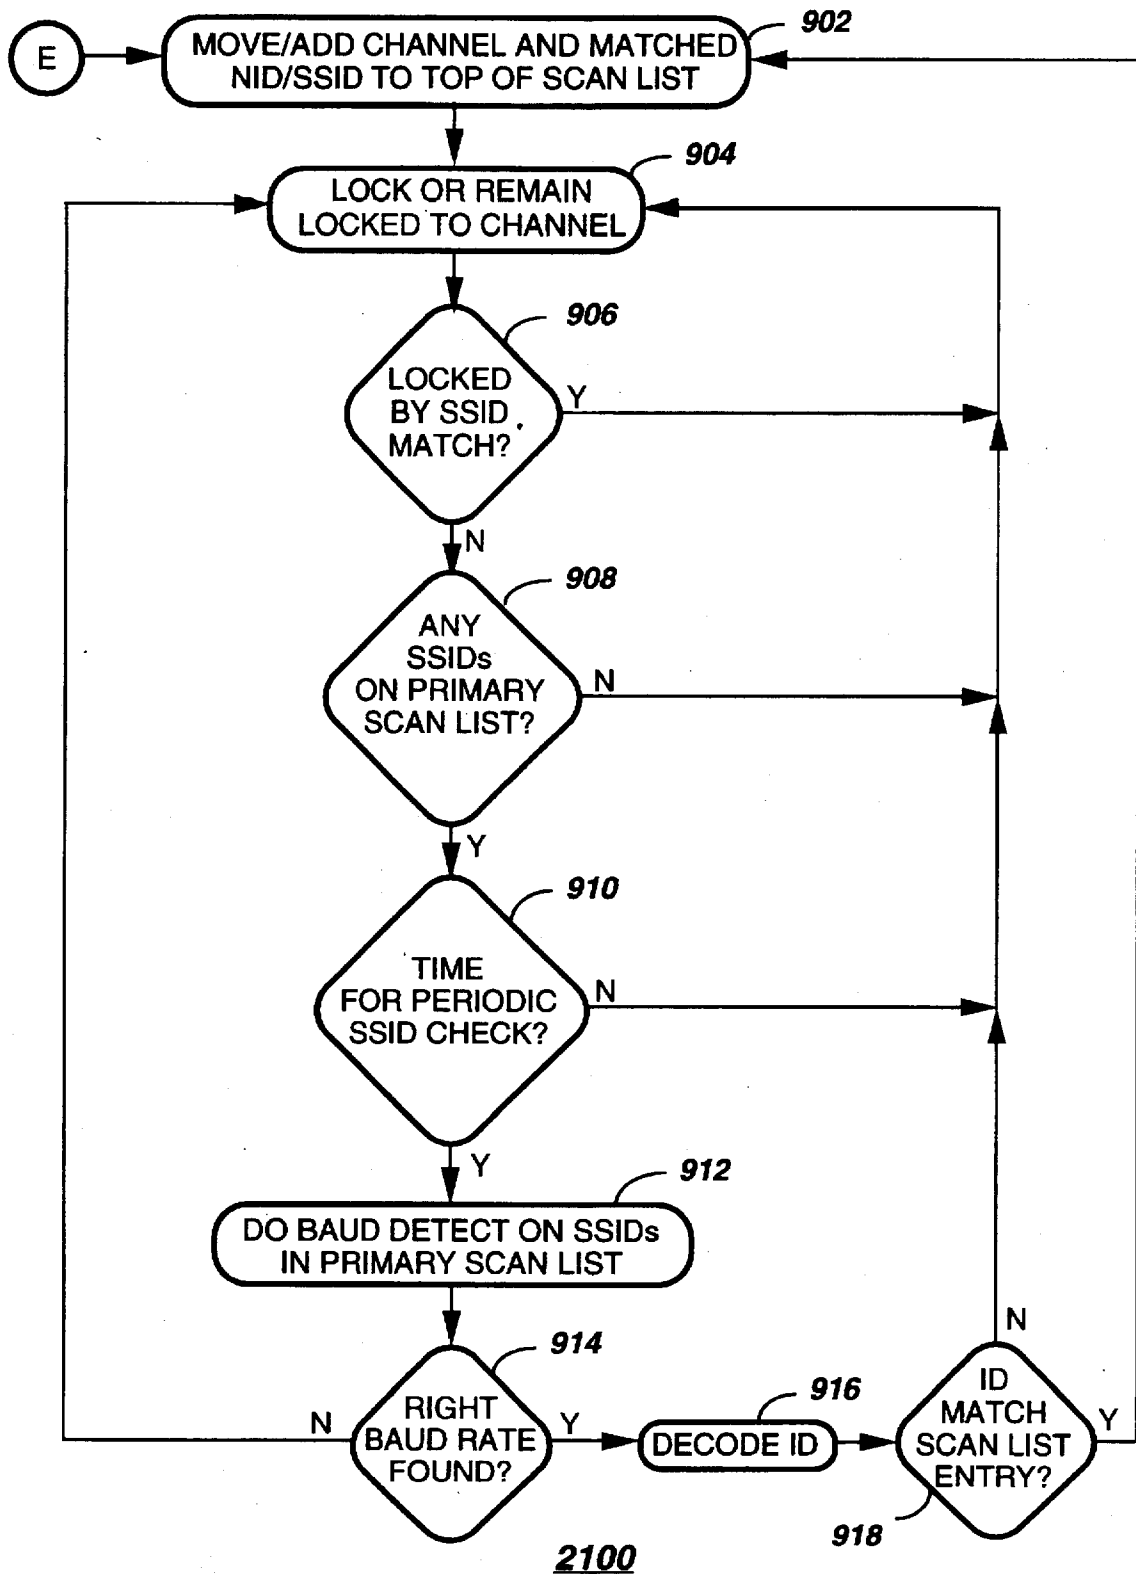 902
E
MOVE/ADD CHANNEL AND MATCHED
NID/SSID TO TOP OF SCAN LIST
904
LOCK OR REMAIN
LOCKED TO CHANNEL
906
LOCKED
BY SSID
MATCH?
Y
N
908
ANY
SSIDs
ON PRIMARY
SCAN LIST?
N
Y
910
TIME
FOR PERIODIC
SSID CHECK?
N
Y
912
DO BAUD DETECT ON SSIDs
IN PRIMARY SCAN LIST
914
RIGHT
BAUD RATE
FOUND?
N
Y
916
DECODE ID
N
ID
MATCH
SCAN LIST
ENTRY?
Y
918
2100